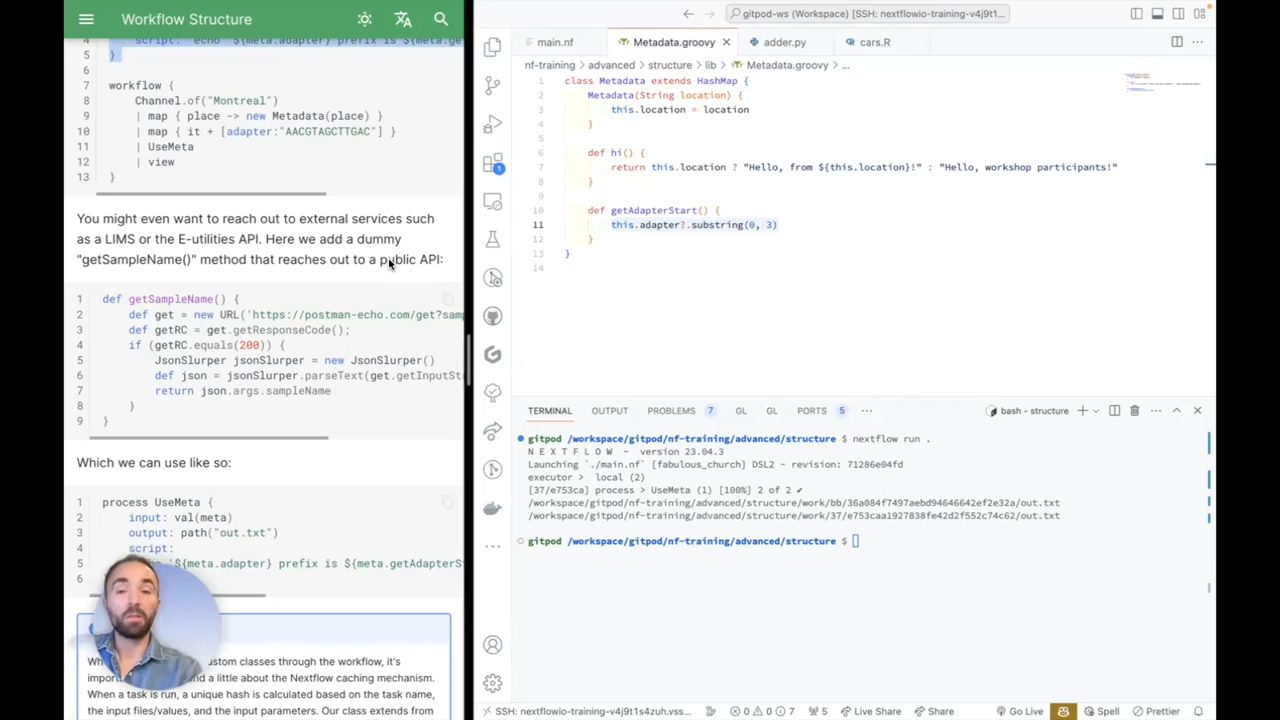 Workflow Structure
4 script: "echo '${meta.adapter} prefix is ${meta.ge
5 }
6
7 workflow {
8 Channel.of("Montreal")
9 | map { place -> new Metadata(place) }
10 | map { it + [adapter:"AACGTAGCTTGAC"] }
11 | UseMeta
12 | view
13 }
You might even want to reach out to external services such
as a LIMS or the E-utilities API. Here we add a dummy
"getSampleName()" method that reaches out to a public API:
1 def getSampleName() {
2 def get = new URL('https://postman-echo.com/get?sam
3 def getRC = get.getResponseCode();
4 if (getRC.equals(200)) {
5 JsonSlurper jsonSlurper = new JsonSlurper()
6 def json = jsonSlurper.parseText(get.getInputSt
7 return json.args.sampleName
8 }
9 }
Which we can use like so:
1 process UseMeta {
2 input: val(meta)
3 output: path("out.txt")
4 script:
5 '${meta.adapter} prefix is ${meta.getAdapterS
6
ustom classes through the workflow, it's
nd a little about the Nextflow caching mechanism.
When a task is run, a unique hash is calculated based on the task name,
the input files/values, and the input parameters. Our class extends from
gitpod-ws (Workspace) [SSH: nextflowio-training-v4j9t1...
main.nf
Metadata.groovy
adder.py
cars.R
nf-training > advanced > structure > lib > Metadata.groovy > ...
1 class Metadata extends HashMap {
2 Metadata(String location) {
3 this.location = location
4 }
5
6 def hi() {
7 return this.location ? "Hello, from ${this.location}!" : "Hello, workshop participants!"
8 }
9
10 def getAdapterStart() {
11 this.adapter?.substring(0, 3)
12 }
13 }
14
1
TERMINAL OUTPUT PROBLEMS 7 GL GL PORTS 5 ... bash - structure
gitpod /workspace/gitpod/nf-training/advanced/structure $ nextflow run .
N E X T F L O W ~ version 23.04.3
Launching `./main.nf` [fabulous_church] DSL2 - revision: 71286e04fd
executor > local (2)
[37/e753ca] process > UseMeta (1) [100%] 2 of 2 ✔
/workspace/gitpod/nf-training/advanced/structure/work/bb/36a084f7497aebd94646642ef2e32a/out.txt
/workspace/gitpod/nf-training/advanced/structure/work/37/e753caa1927838fe42d2f552c74c62/out.txt
gitpod /workspace/gitpod/nf-training/advanced/structure $
SSH: nextflowio-training-v4j9t1s4zuh.vss... 0 0 7 5 Live Share Share Go Live Spell Prettier